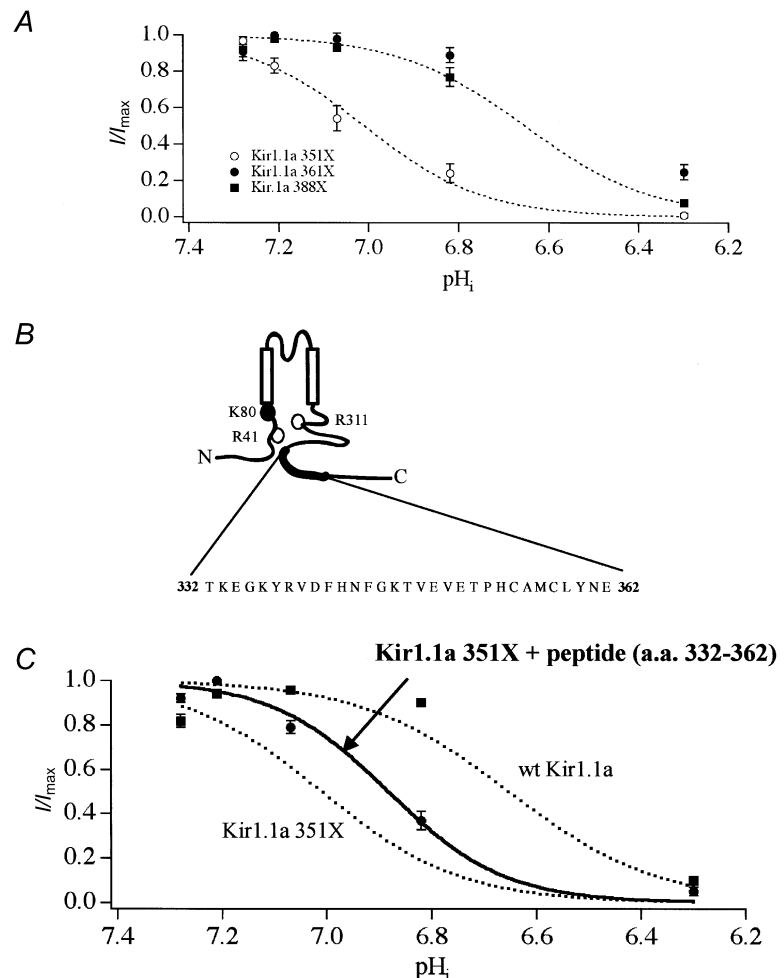 A
1.0
0.8
0.6
0.4
0.2
0.0
I/Imax
Kir1.1a 351X
Kir1.1a 361X
Kir.1a 388X
7.4 7.2 7.0 6.8 6.6 6.4 6.2
pHi
B
K80
R311
R41
N
C
332 T K E G K Y R V D F H N F G K T V E V E T P H C A M C L Y N E 362
C
Kir1.1a 351X + peptide (a.a. 332-362)
1.0
0.8
0.6
0.4
0.2
0.0
I/Imax
wt Kir1.1a
Kir1.1a 351X
7.4 7.2 7.0 6.8 6.6 6.4 6.2
pHi